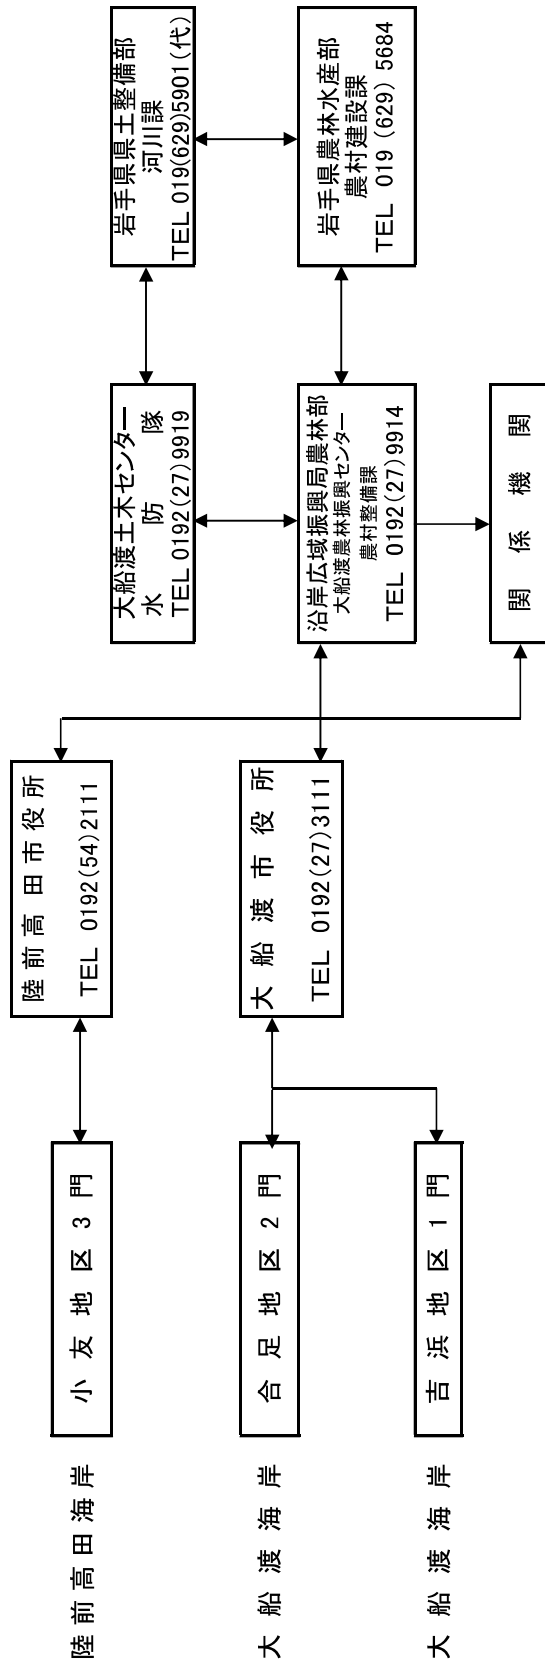 陸前高田海岸
小友地区3門
陸前高田市役所
TEL 0192(54)2111
大船渡土木センター
水防隊
TEL 0192(27)9919
岩手県県土整備部
河川課
TEL 019(629)5901(代)
大船渡海岸
合足地区2門
大船渡市役所
TEL 0192(27)3111
沿岸広域振興局農林部
大船渡農林振興センター
農村整備課
TEL 0192(27)9914
岩手県農林水産部
農村建設課
TEL 019 (629) 5684
大船渡海岸
吉浜地区1門
関係機関